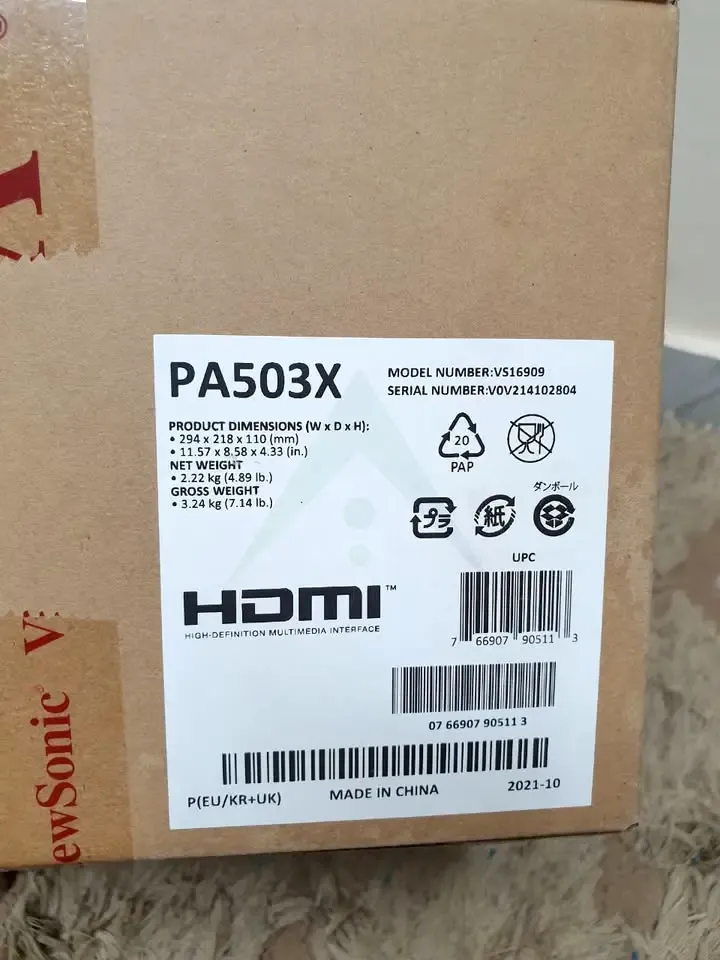 PA503X
MODEL NUMBER:VS16909
SERIAL NUMBER:V0V214102804
PRODUCT DIMENSIONS (W x D x H):
• 294 x 218 x 110 (mm)
• 11.57 x 8.58 x 4.33 (in.)
NET WEIGHT
• 2.22 kg (4.89 lb.)
GROSS WEIGHT
• 3.24 kg (7.14 lb.)
20
PAP
ダンボール
プラ
紙
UPC
HDMI™
HIGH-DEFINITION MULTIMEDIA INTERFACE
7 66907 90511 3
07 66907 90511 3
P(EU/KR+UK)
MADE IN CHINA
2021-10
ewSonic® V